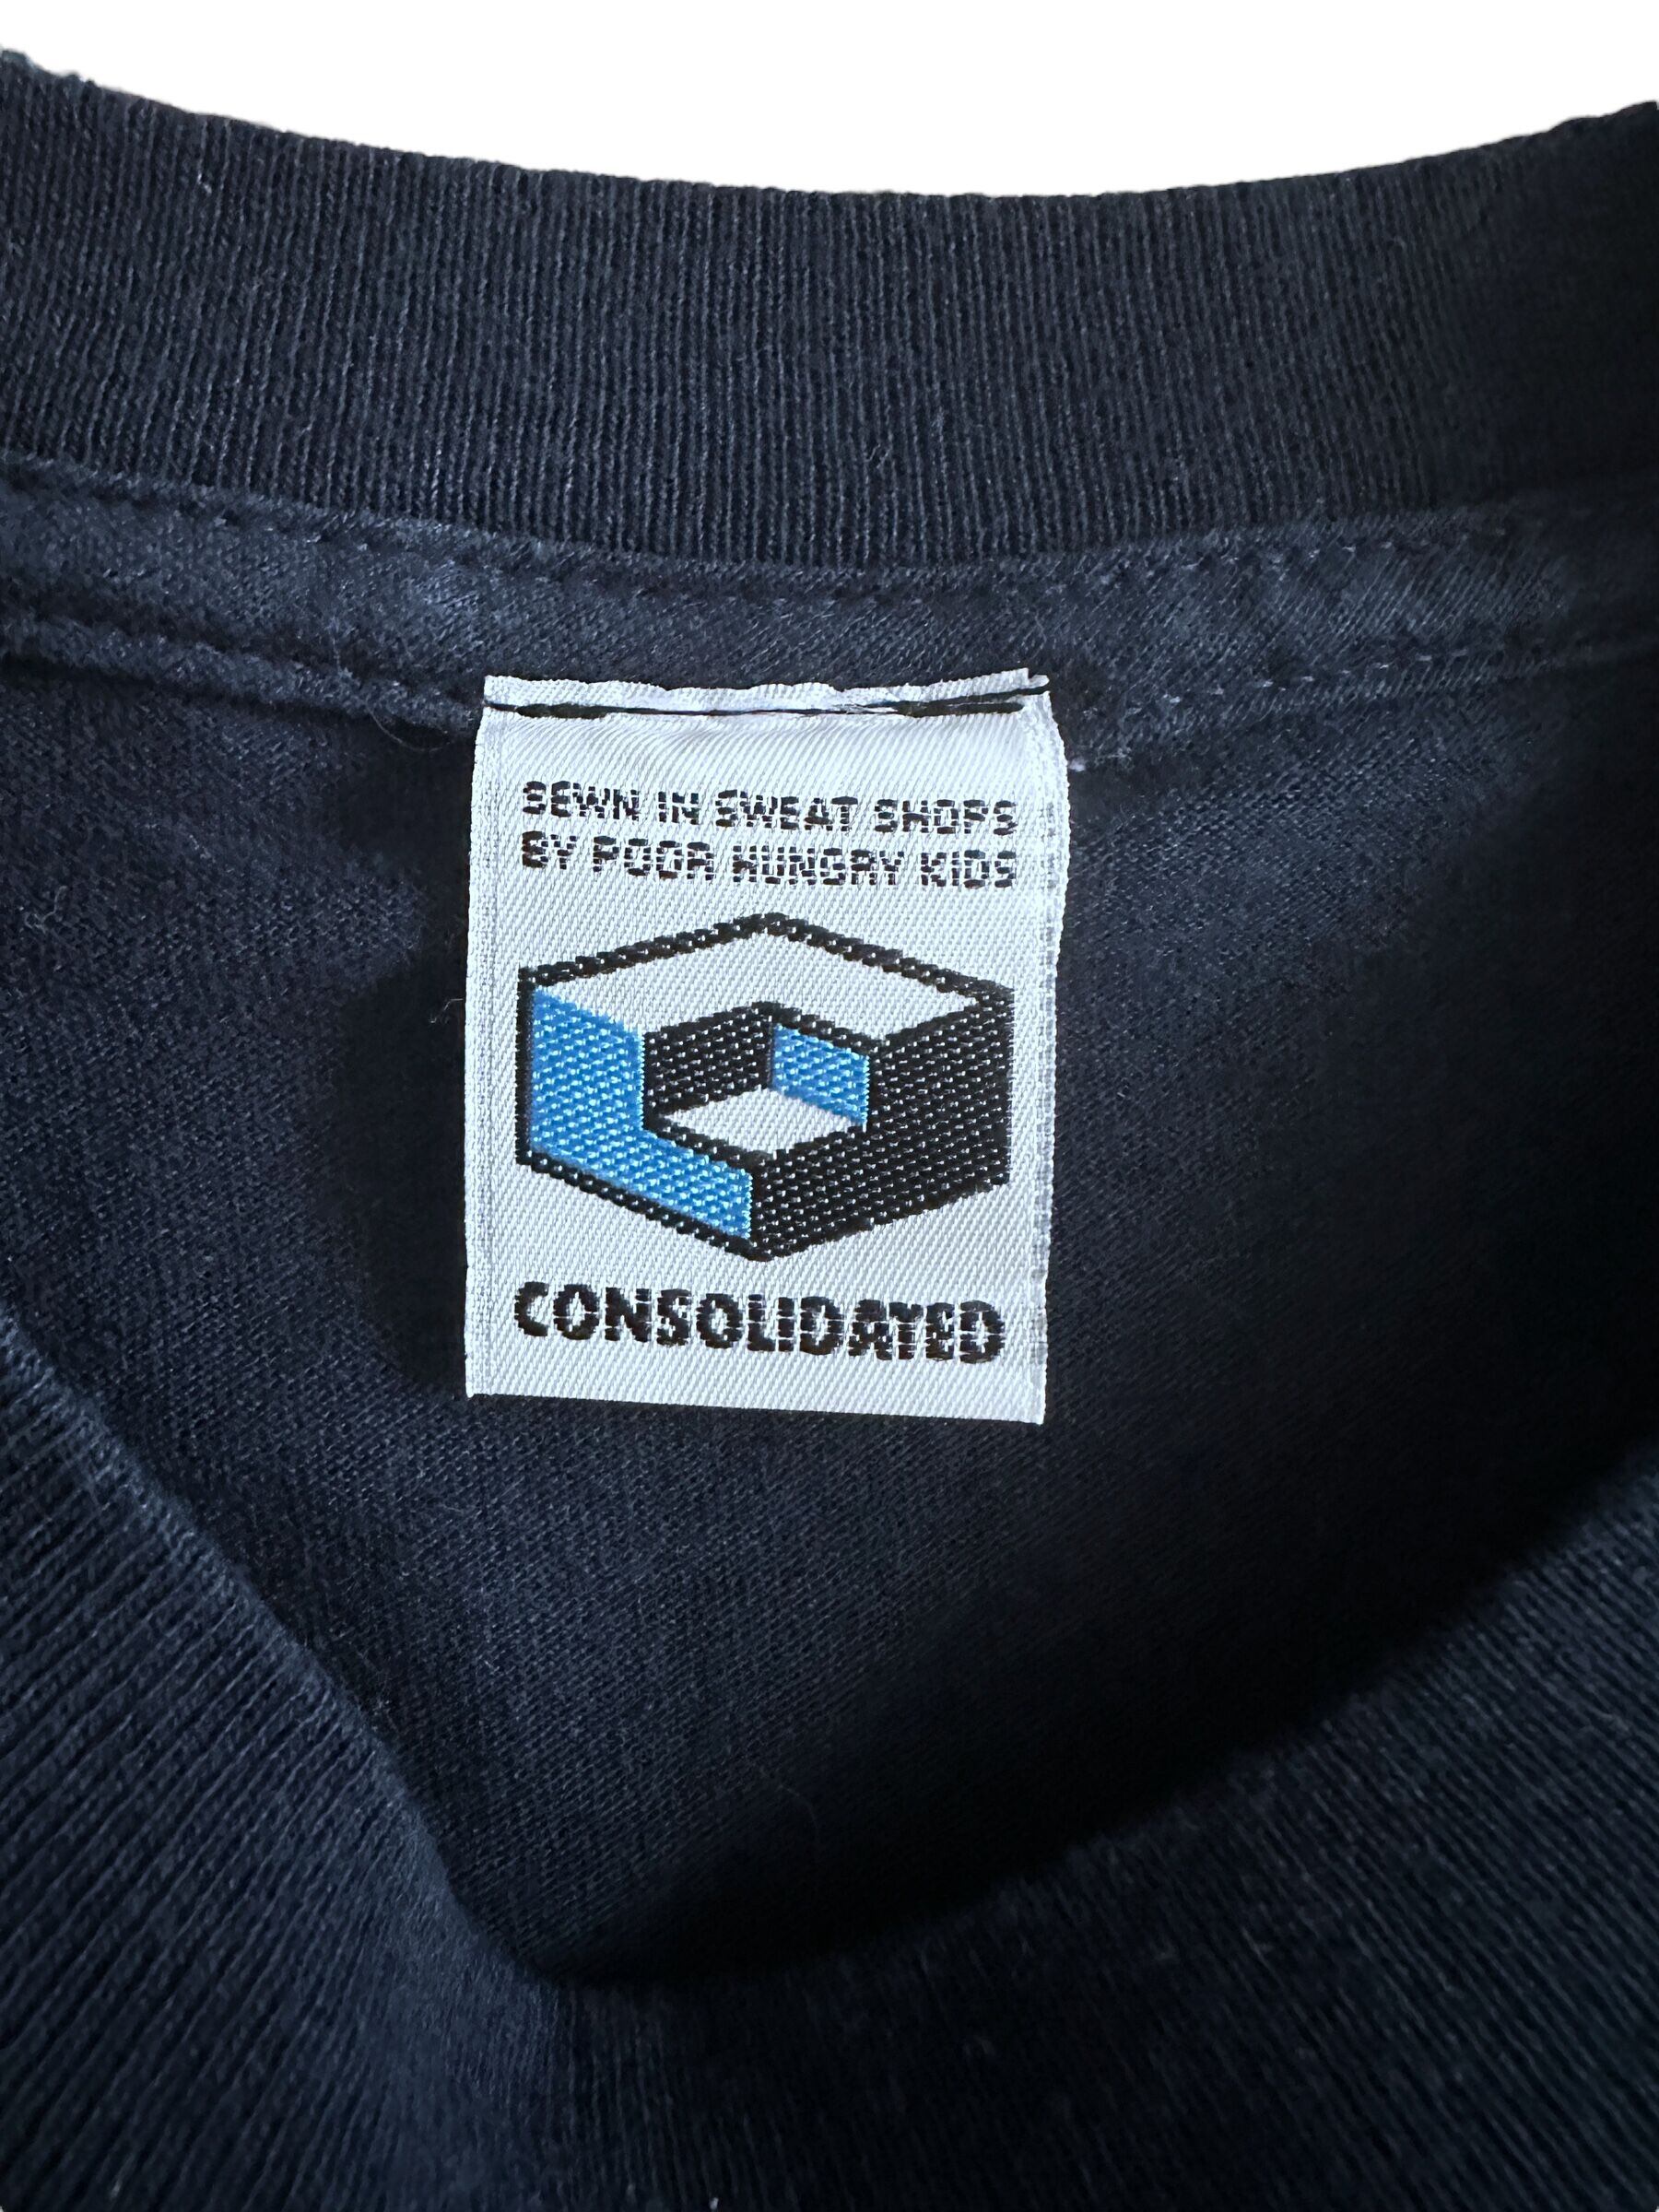 SEWN IN SWEAT SHOPS
BY POOR HUNGRY KIDS
CONSOLIDATED